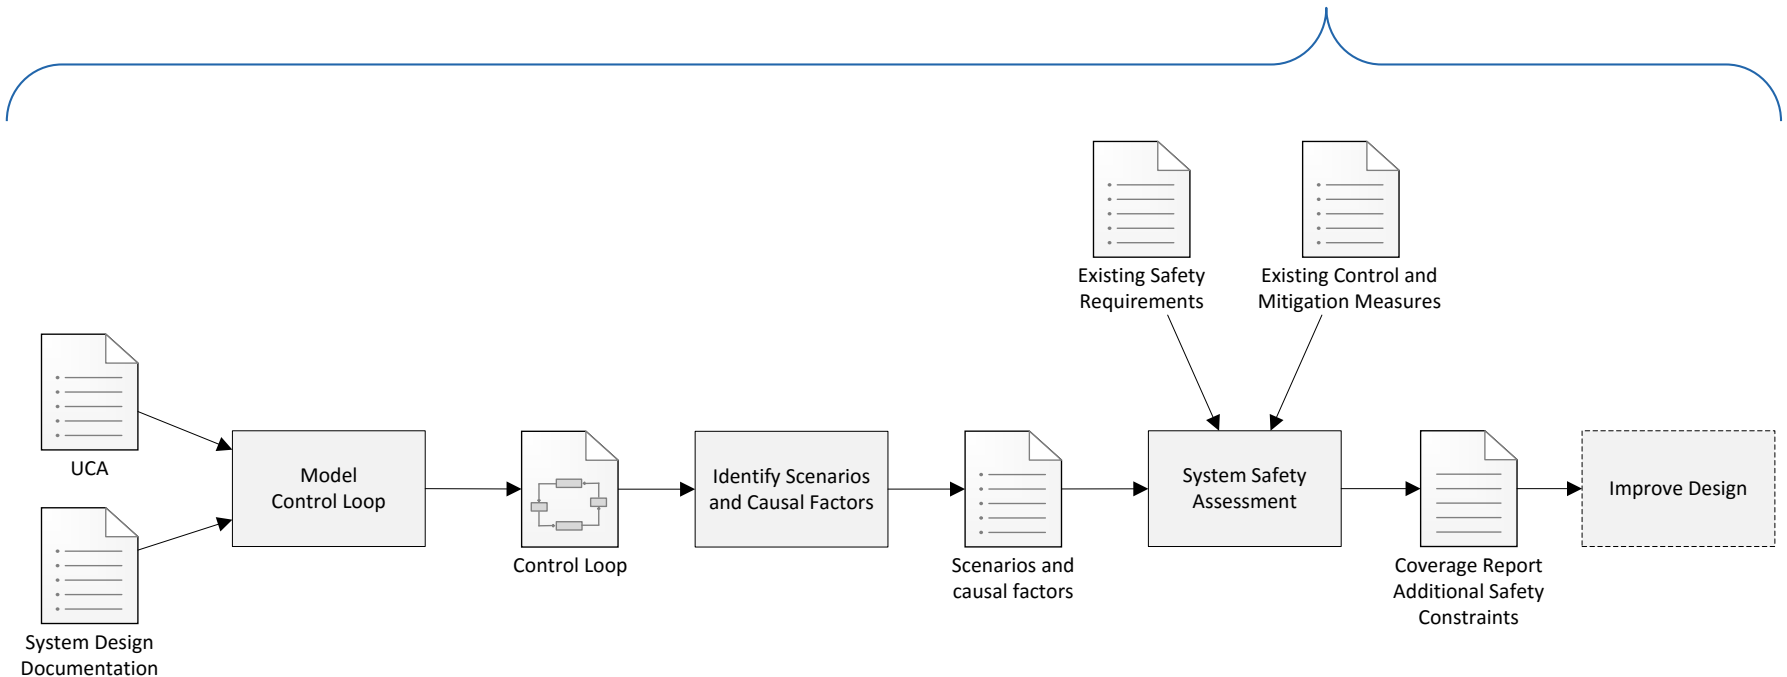 Existing Safety
Requirements
Existing Control and
Mitigation Measures
UCA
Model
Control Loop
Identify Scenarios
and Causal Factors
System Safety
Assessment
Improve Design
Control Loop
Scenarios and
causal factors
Coverage Report
Additional Safety
Constraints
System Design
Documentation